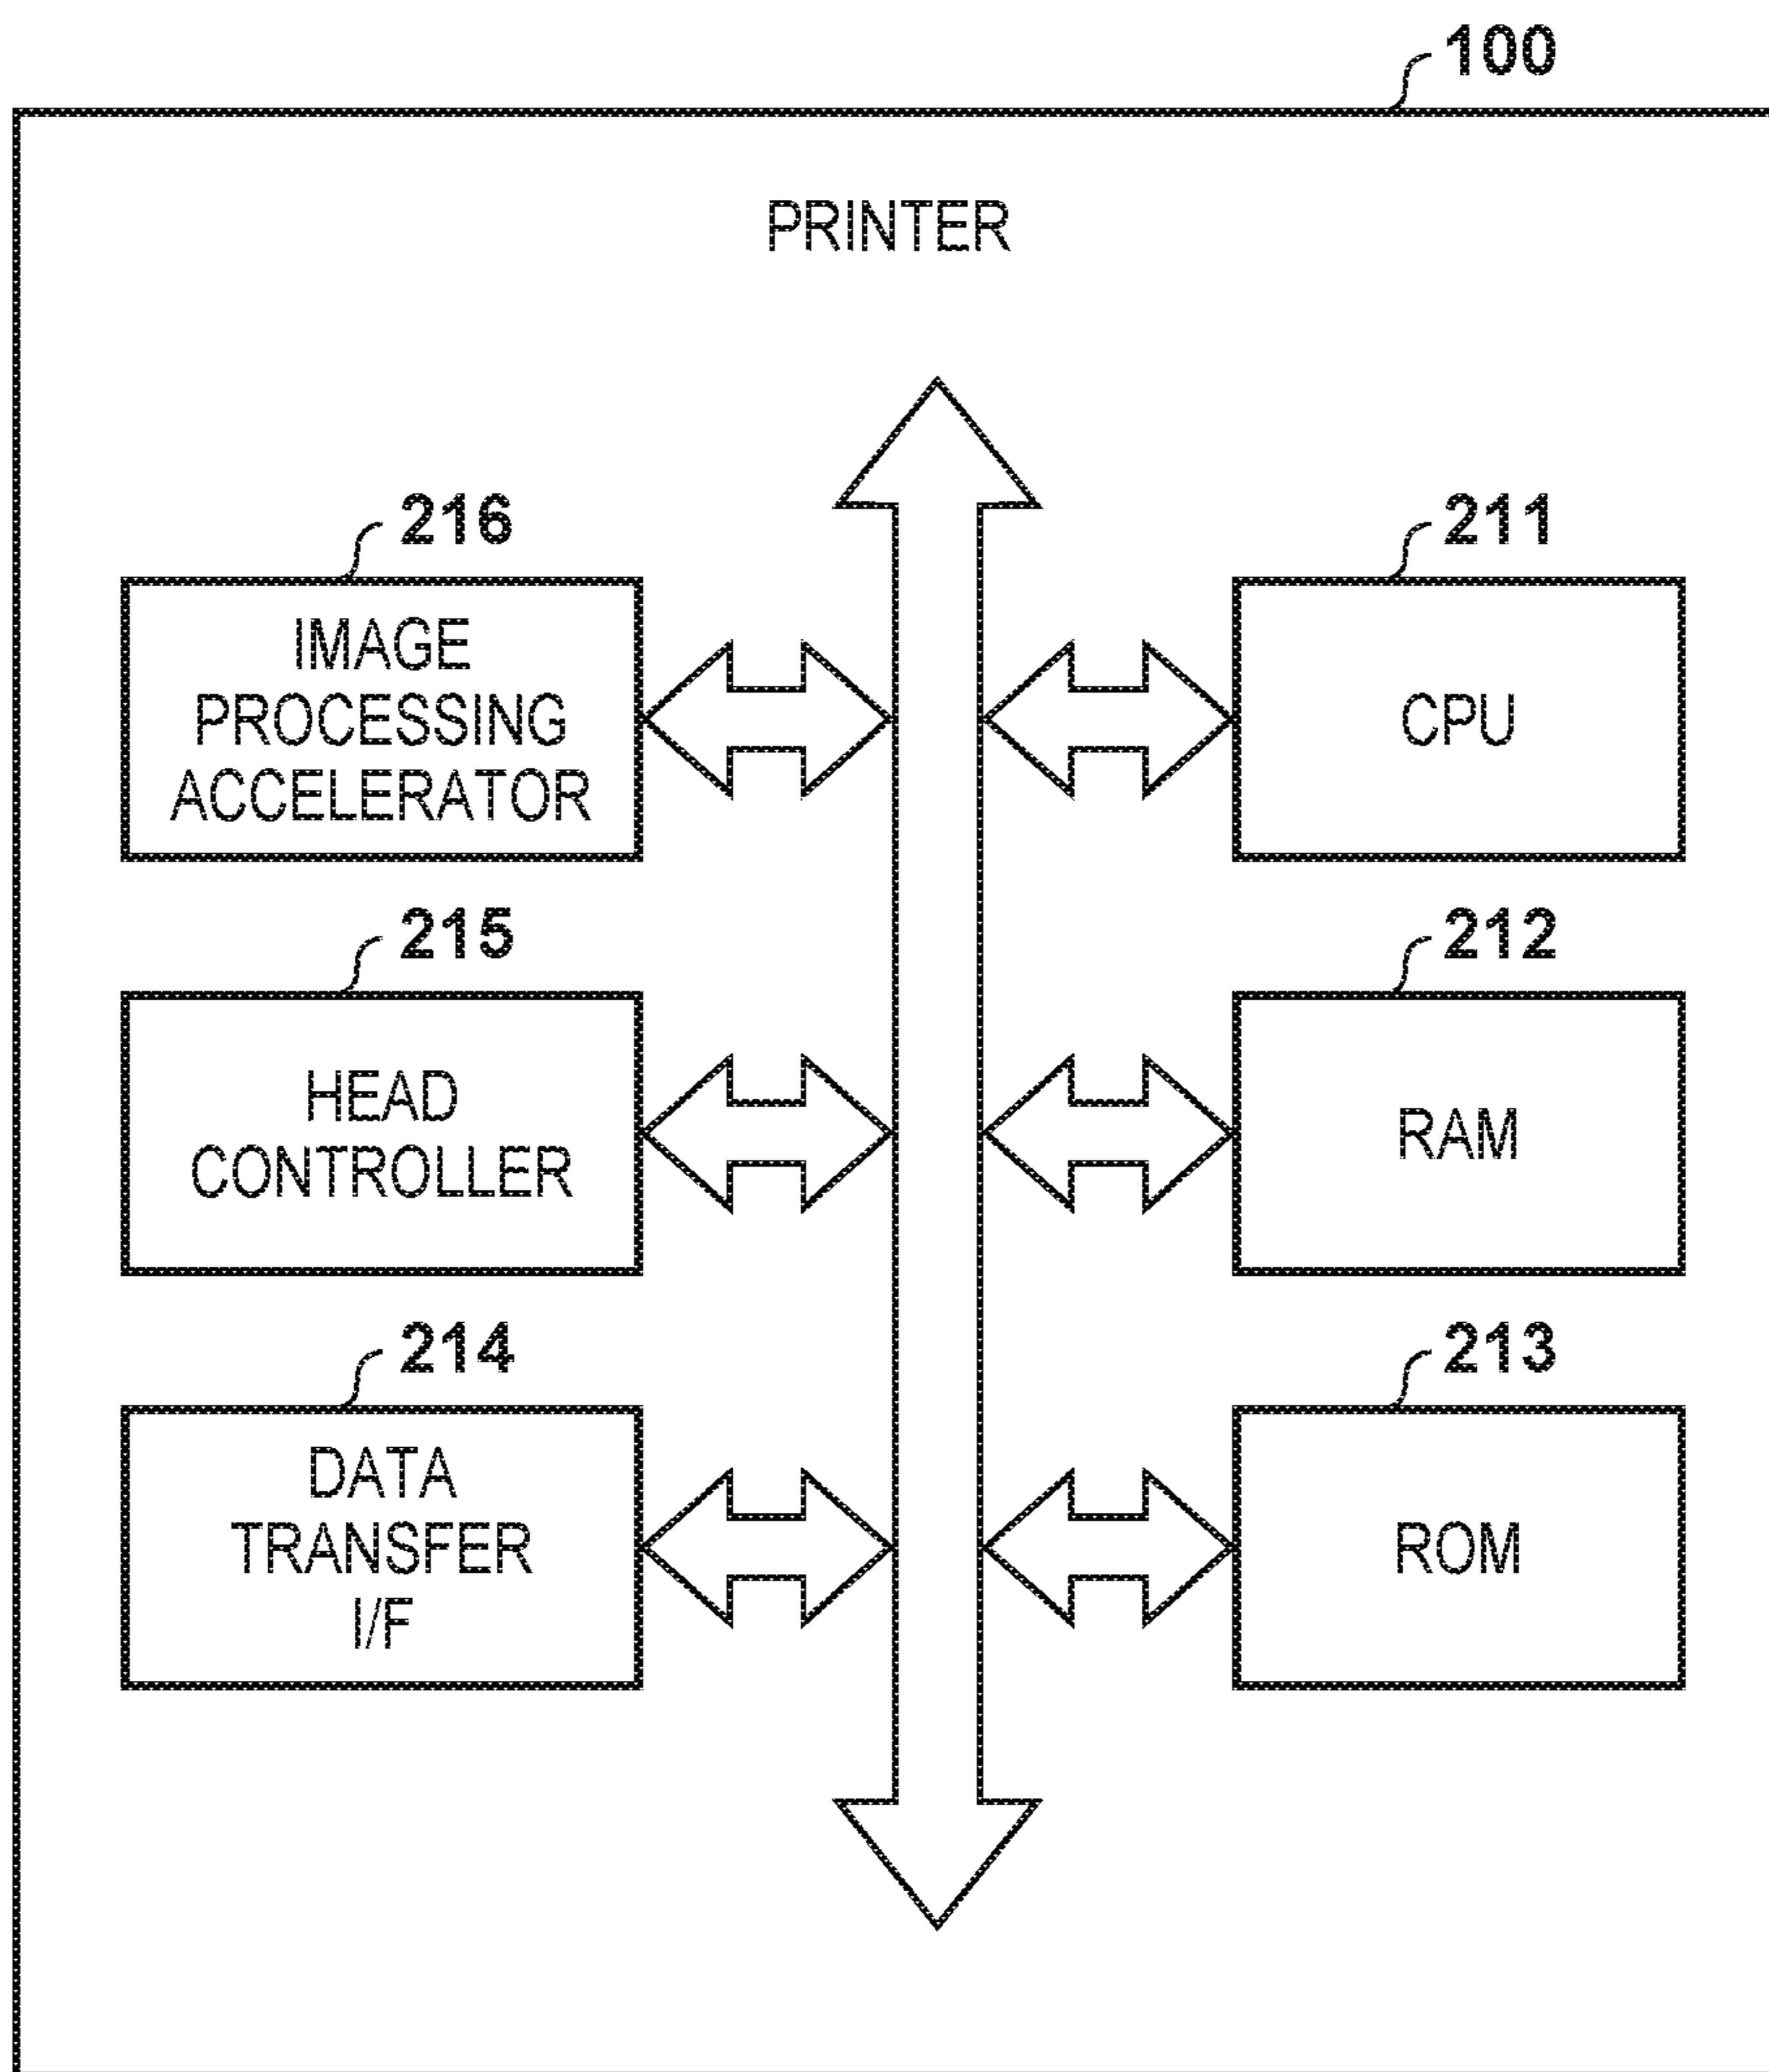 100
PRINTER
216
IMAGE
PROCESSING
ACCELERATOR
211
CPU
215
HEAD
CONTROLLER
212
RAM
214
DATA
TRANSFER
I/F
213
ROM